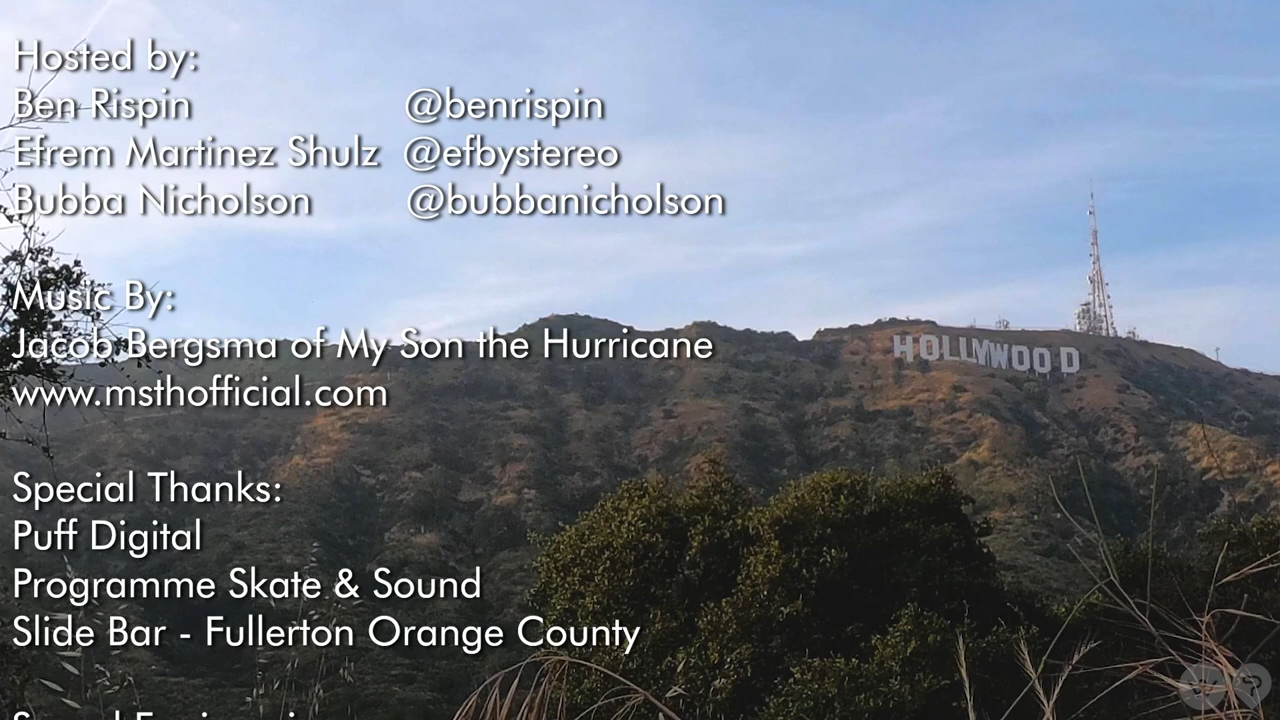 Hosted by:
Ben Rispin @benrispin
Efrem Martinez Shulz @efbystereo
Bubba Nicholson @bubbanicholson
Music By:
Jacob Bergsma of My Son the Hurricane
www.msthofficial.com
HOLLYWOOD
Special Thanks:
Puff Digital
Programme Skate & Sound
Slide Bar - Fullerton Orange County